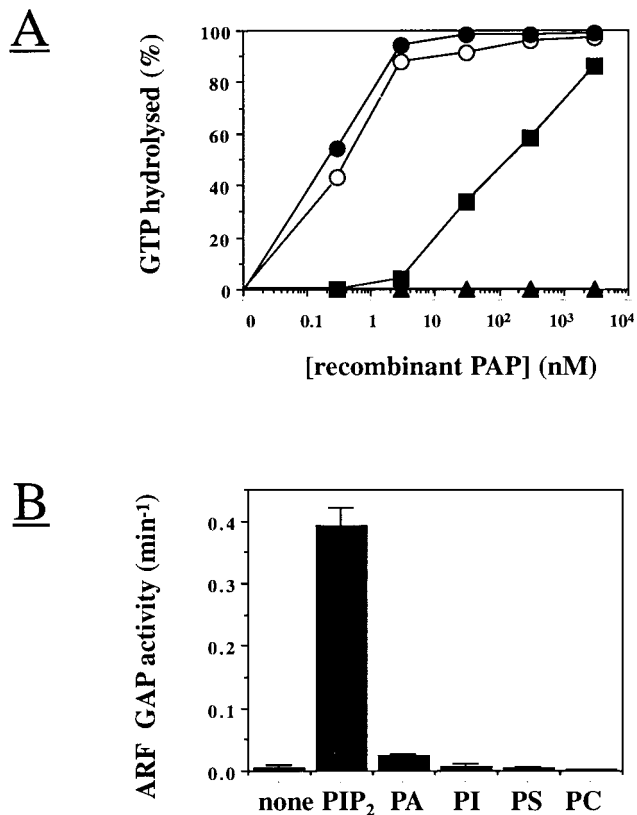 A
GTP hydrolysed (%)
100
80
60
40
20
0
0 0.1 1 10 10² 10³ 10⁴
[recombinant PAP] (nM)
B
ARF GAP activity (min⁻¹)
0.4
0.3
0.2
0.1
0.0
none PIP₂ PA PI PS PC